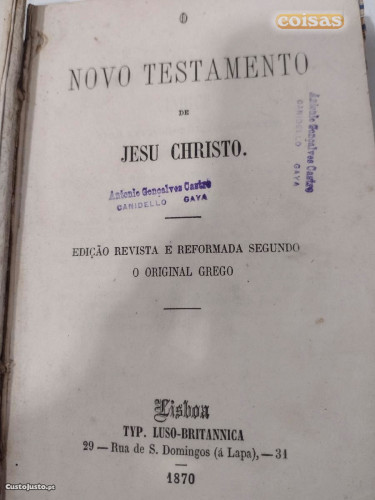 coisas
O
NOVO TESTAMENTO
DE
JESU CHRISTO.
Antonio Gonçalves Castro
CANIDELLO GAYA
Antonio Gonçalves Castro
CANIDELLO GAYA
EDIÇÃO REVISTA E REFORMADA SEGUNDO
O ORIGINAL GREGO
Lisboa
TYP. LUSO-BRITANNICA
29 — Rua de S. Domingos (á Lapa), — 31
1870
CustoJusto.pt